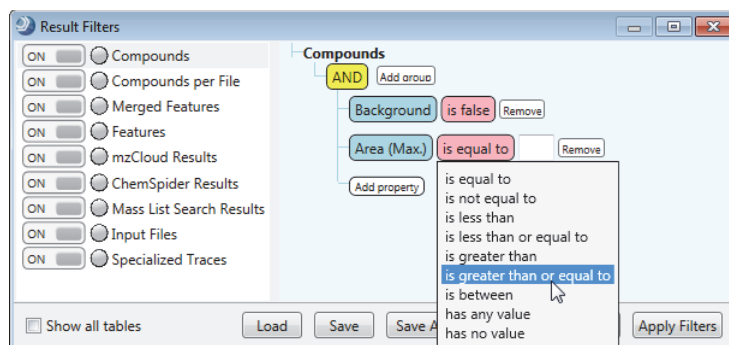 Result Filters
ON Compounds
ON Compounds per File
ON Merged Features
ON Features
ON mzCloud Results
ON ChemSpider Results
ON Mass List Search Results
ON Input Files
ON Specialized Traces
Compounds
AND Add group
Background is false Remove
Area (Max.) is equal to Remove
Add property
is equal to
is not equal to
is less than
is less than or equal to
is greater than
is greater than or equal to
is between
has any value
has no value
Show all tables Load Save Save A Apply Filters